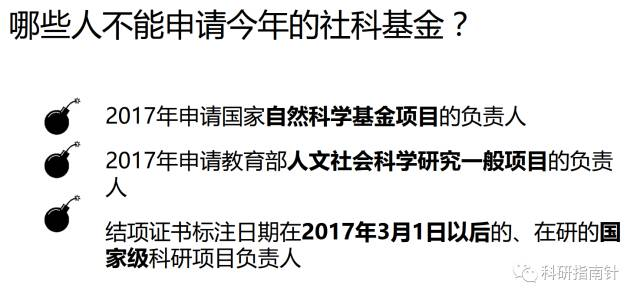 哪些人不能申请今年的社科基金？
2017年申请国家自然科学基金项目的负责人
2017年申请教育部人文社会科学研究一般项目的负责
人
结项证书标注日期在2017年3月1日以后的、在研的国
家级科研项目负责人
科研指南针